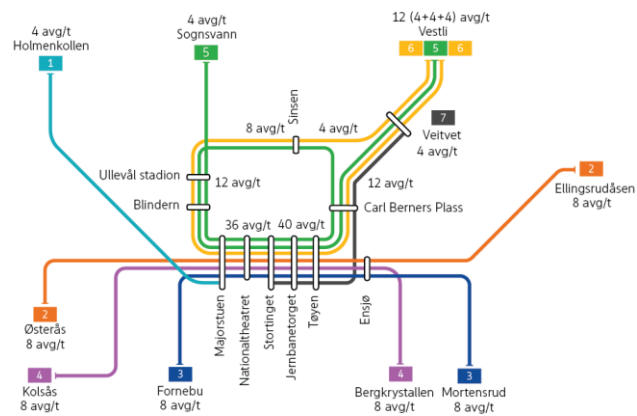 4 avg/t
Holmenkollen
1
4 avg/t
Sognsvann
5
12 (4+4+4) avg/t
Vestli
6 5 6
7
Veitvet
4 avg/t
Sinsen
8 avg/t
4 avg/t
Ullevål stadion
12 avg/t
12 avg/t
2
Ellingsrudåsen
8 avg/t
Blindern
Carl Berners Plass
36 avg/t
40 avg/t
Majorstuen
Nationaltheatret
Stortinget
Jernbanetorget
Tøyen
Ensjø
2
Østerås
8 avg/t
4
Kolsås
8 avg/t
3
Fornebu
8 avg/t
4
Bergkrystallen
8 avg/t
3
Mortensrud
8 avg/t